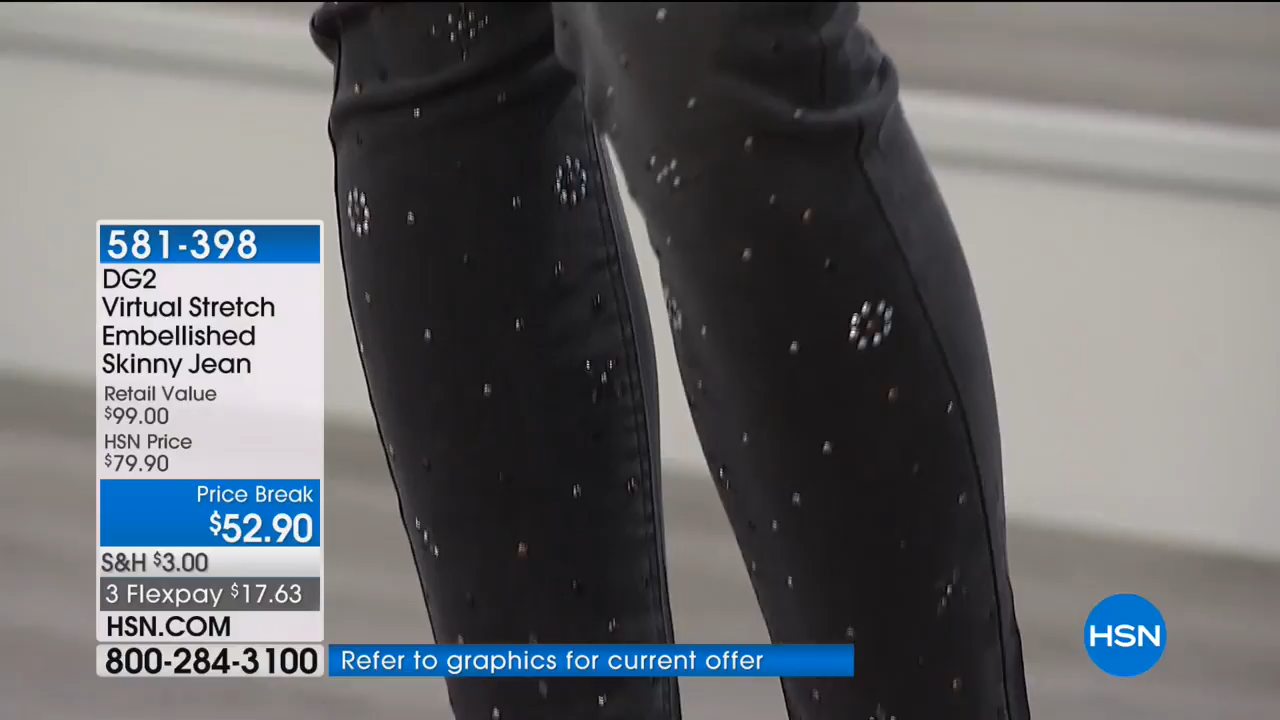 581-398
DG2
Virtual Stretch
Embellished
Skinny Jean
Retail Value
$99.00
HSN Price
$79.90
Price Break
$52.90
S&H $3.00
3 Flexpay $17.63
HSN.COM
800-284-3100
Refer to graphics for current offer
HSN